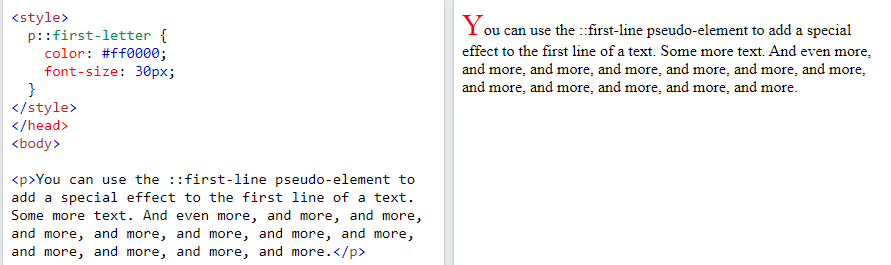 <style>
p::first-letter {
color: #ff0000;
font-size: 30px;
}
</style>
</head>
<body>
<p>You can use the ::first-line pseudo-element to
add a special effect to the first line of a text.
Some more text. And even more, and more, and more,
and more, and more, and more, and more, and more,
and more, and more, and more, and more.</p>
You can use the ::first-line pseudo-element to add a special
effect to the first line of a text. Some more text. And even more,
and more, and more, and more, and more, and more, and more,
and more, and more, and more, and more, and more.